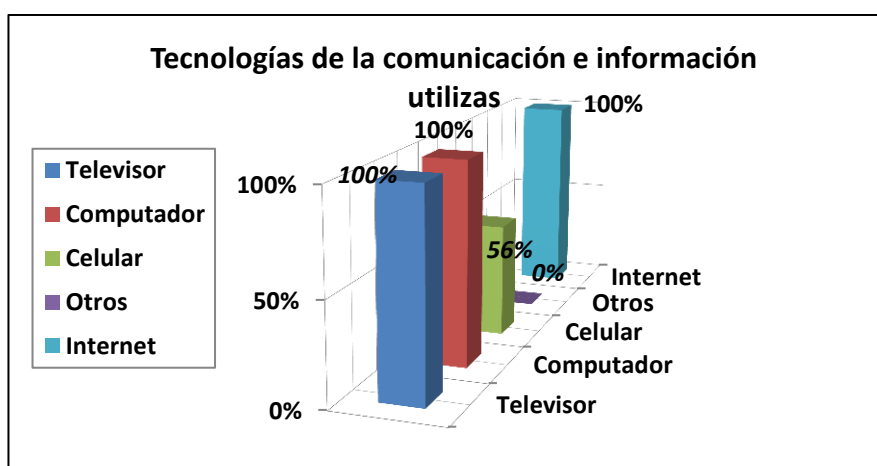 Tecnologías de la comunicación e información
utilizas
Televisor
Computador
Celular
Otros
Internet
100%
50%
0%
100%
100%
56%
0%
100%
Internet
Otros
Celular
Computador
Televisor